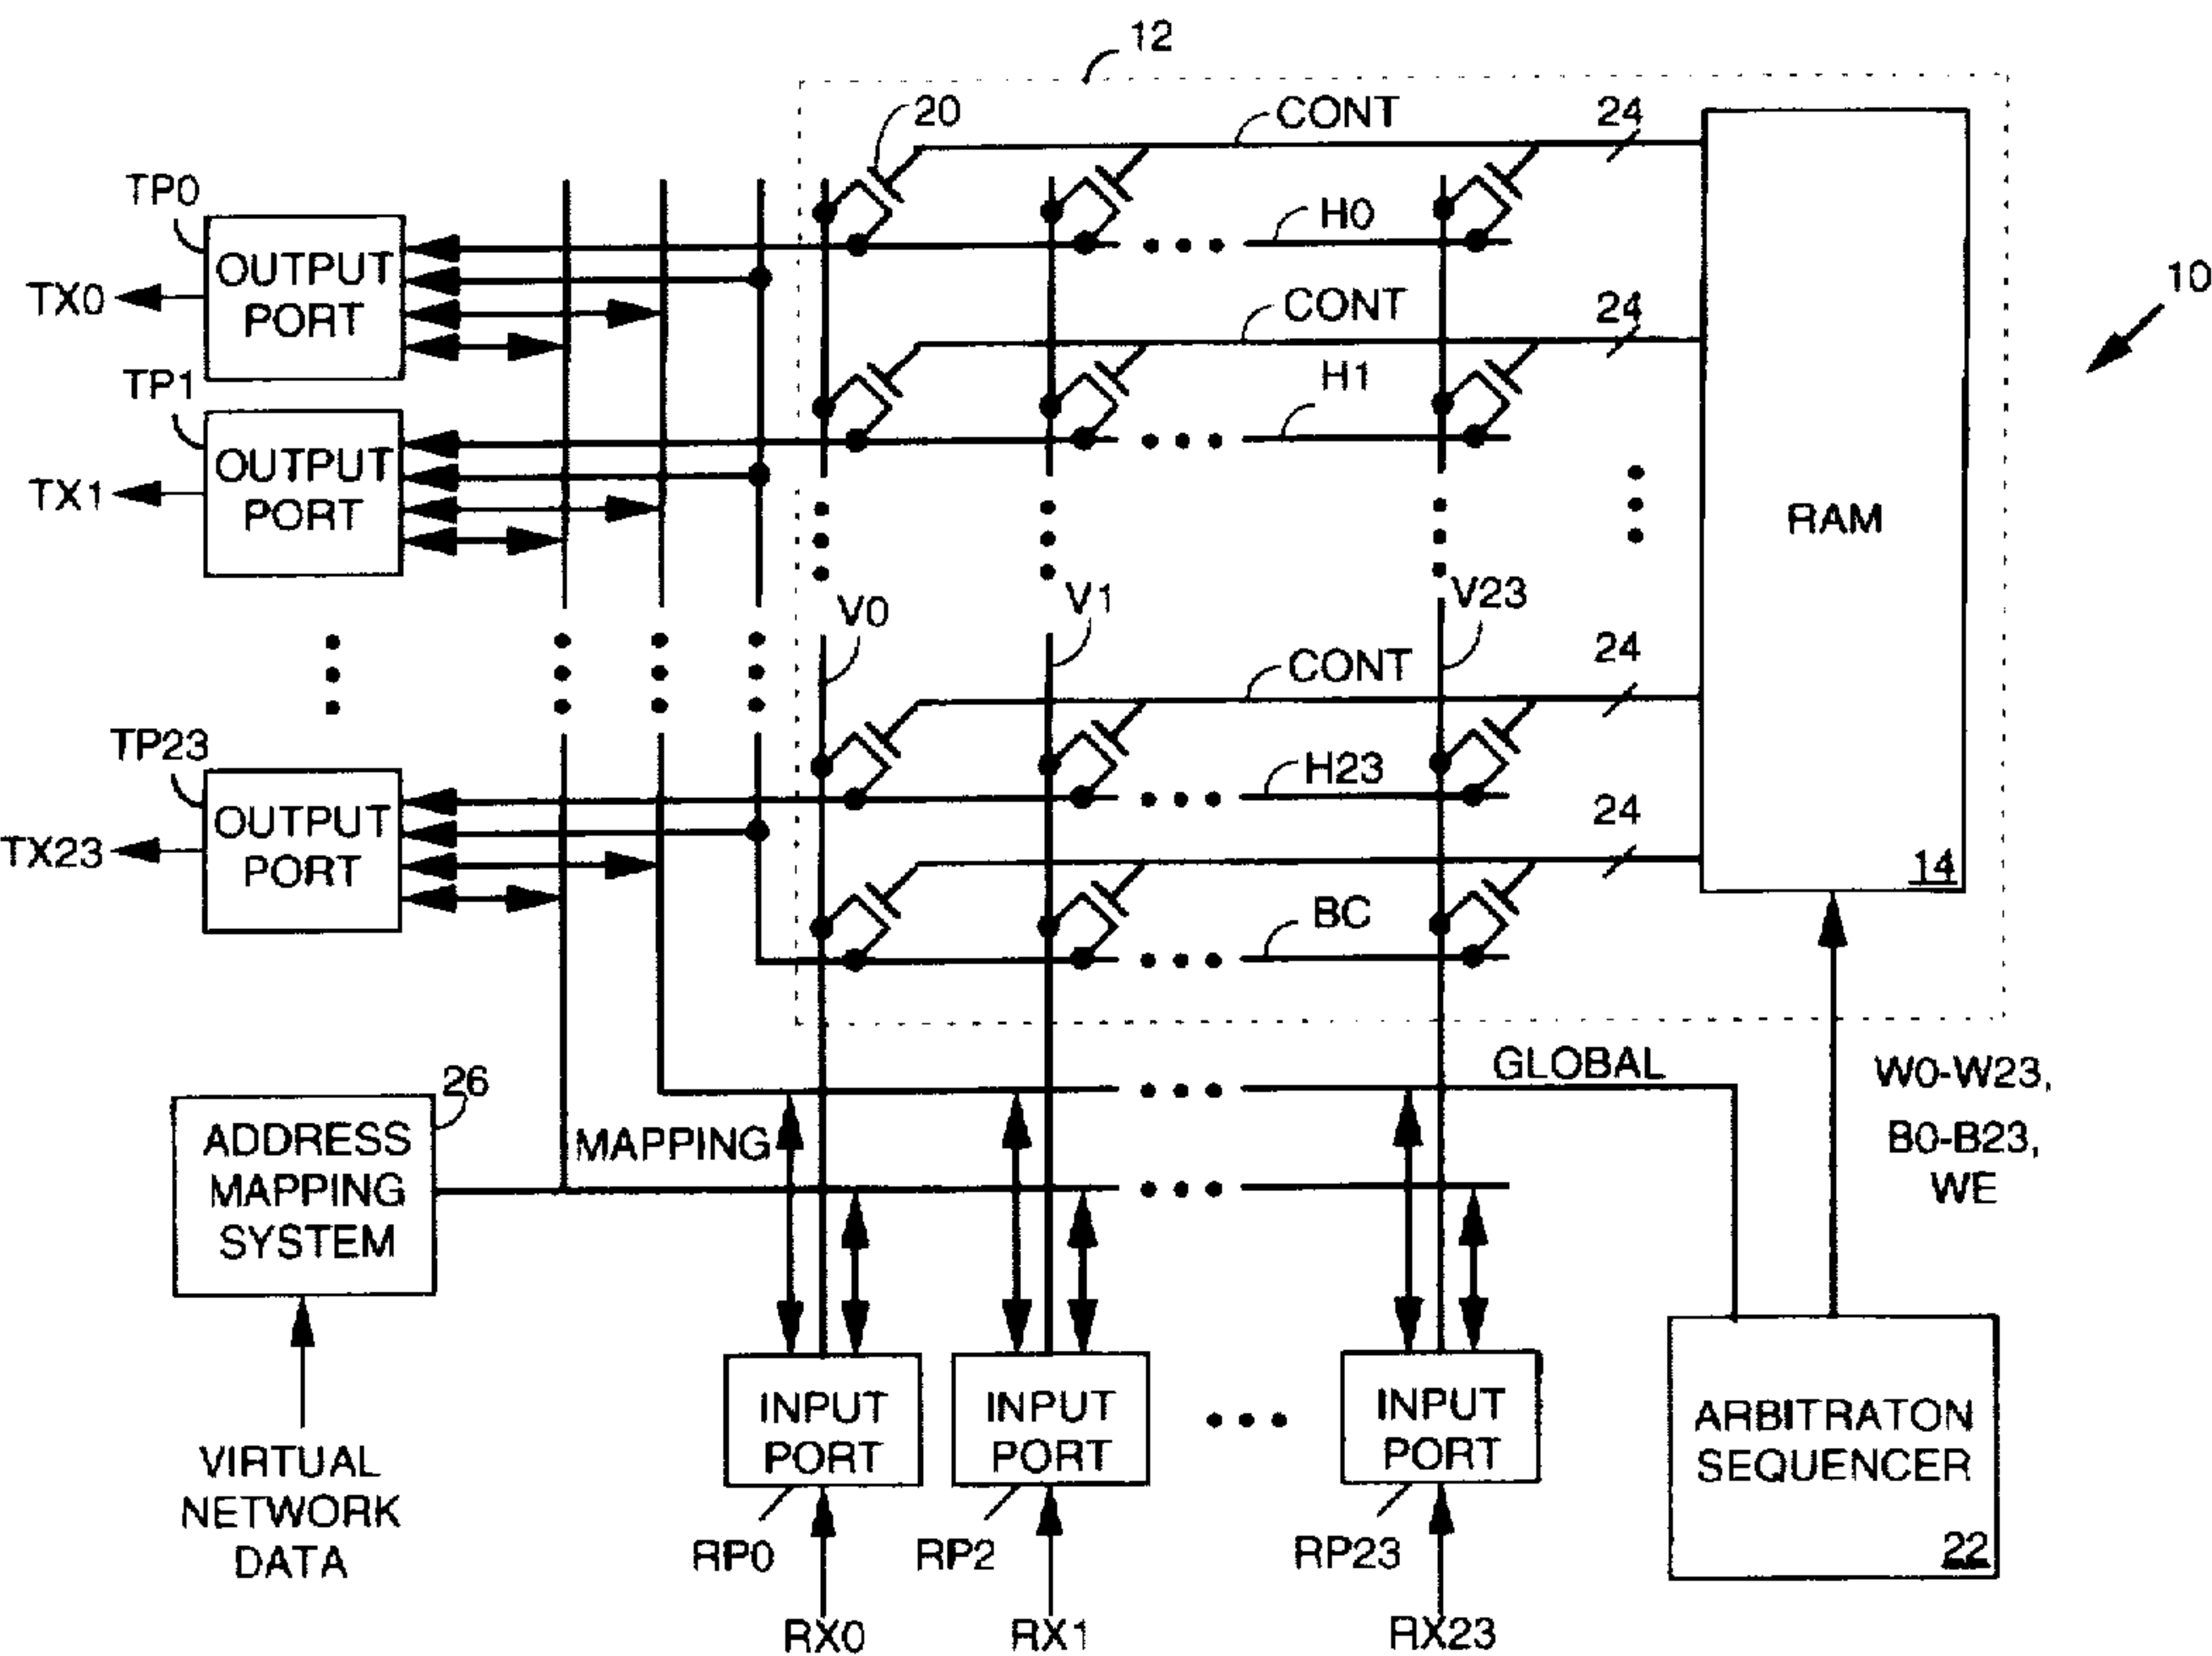 12
20
CONT
24
TP0
H0
OUTPUT
PORT
TX0
10
CONT
24
TP1
H1
OUTPUT
PORT
TX1
RAM
V0
V1
V23
CONT
24
TP23
H23
OUTPUT
PORT
TX23
24
14
BC
GLOBAL
W0-W23,
B0-B23,
WE
26
ADDRESS
MAPPING
SYSTEM
MAPPING
INPUT
PORT
INPUT
PORT
INPUT
PORT
ARBITRATON
SEQUENCER
22
VIRTUAL
NETWORK
DATA
RP0
RP2
RP23
RX0
RX1
RX23